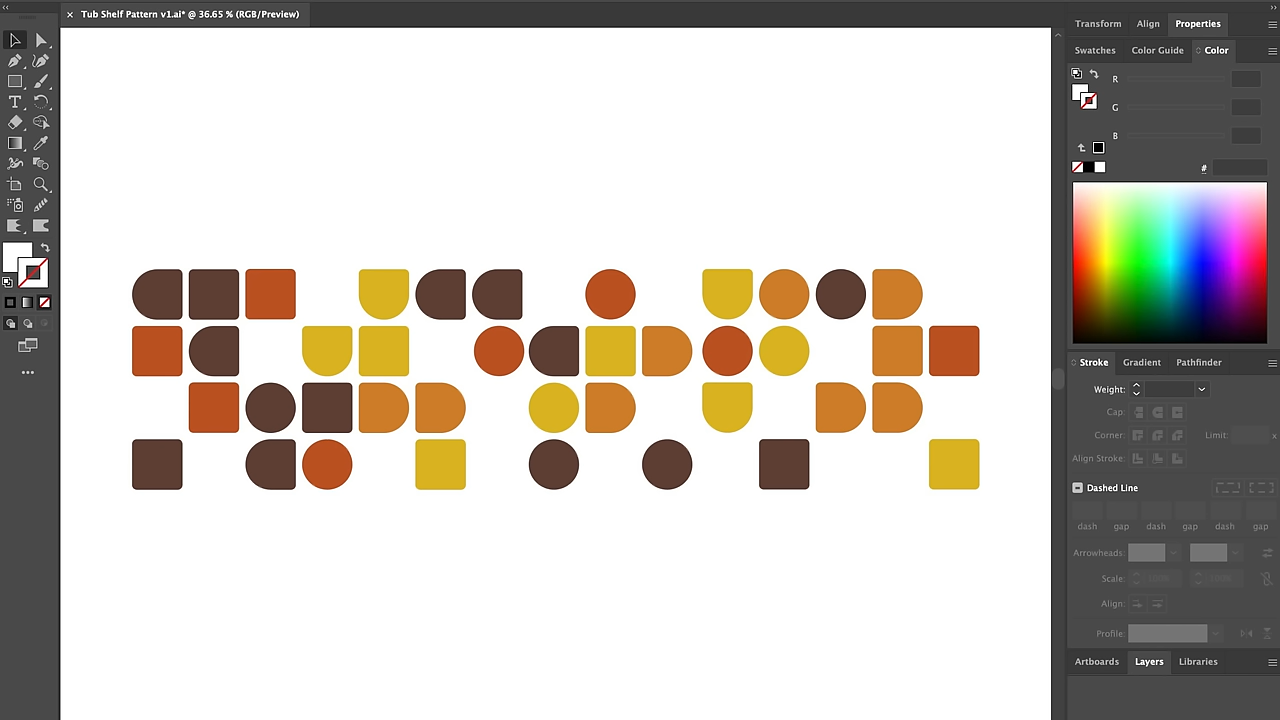 Tub Shelf Pattern v1.ai* @ 36.65 % (RGB/Preview)
Transform Align Properties
Swatches Color Guide Color
R
G
B
#
Stroke Gradient Pathfinder
Weight:
Cap:
Corner: Limit: x
Align Stroke:
Dashed Line
dash gap dash gap dash gap
Arrowheads:
Scale: 100% 100%
Align:
Profile:
Artboards Layers Libraries